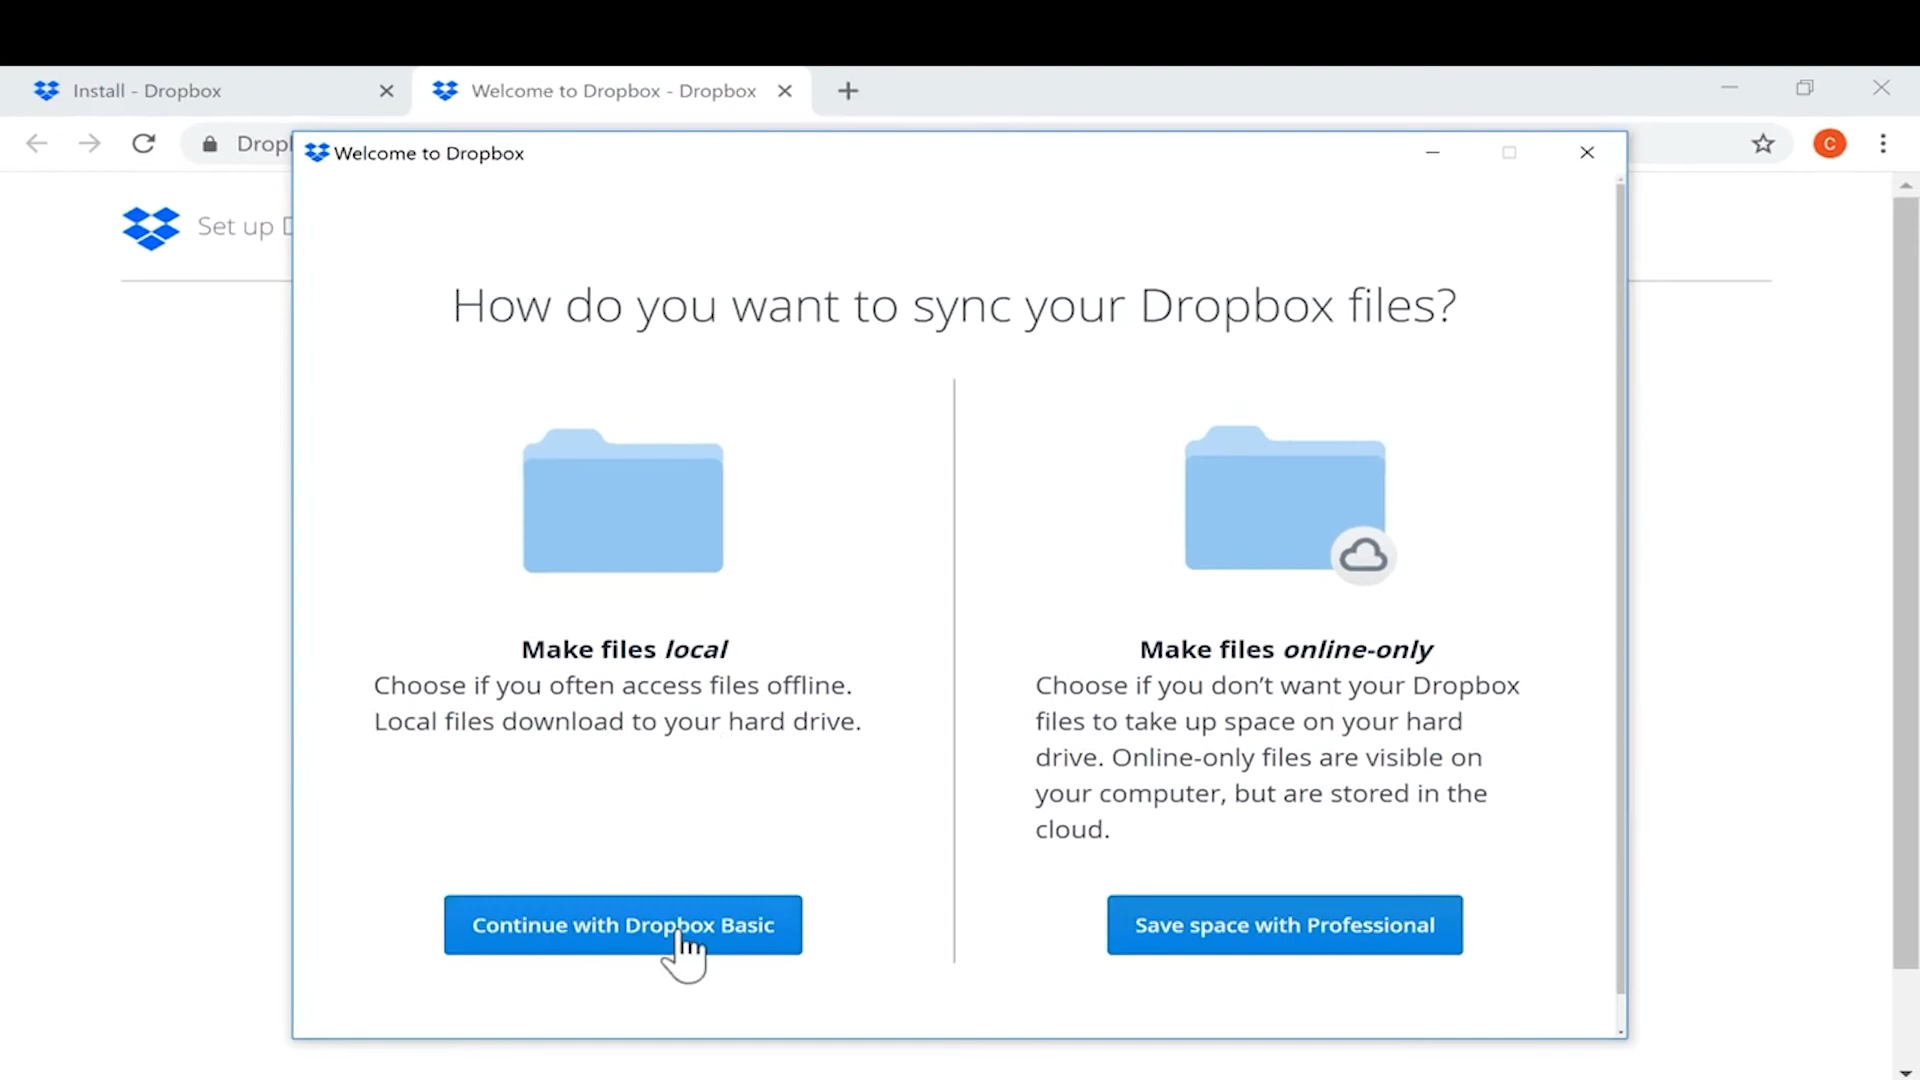 Install - Dropbox
Welcome to Dropbox - Dropbox
C
Welcome to Dropbox
Set up
How do you want to sync your Dropbox files?
Make files local
Choose if you often access files offline.
Local files download to your hard drive.
Continue with Dropbox Basic
Make files online-only
Choose if you don’t want your Dropbox
files to take up space on your hard
drive. Online-only files are visible on
your computer, but are stored in the
cloud.
Save space with Professional